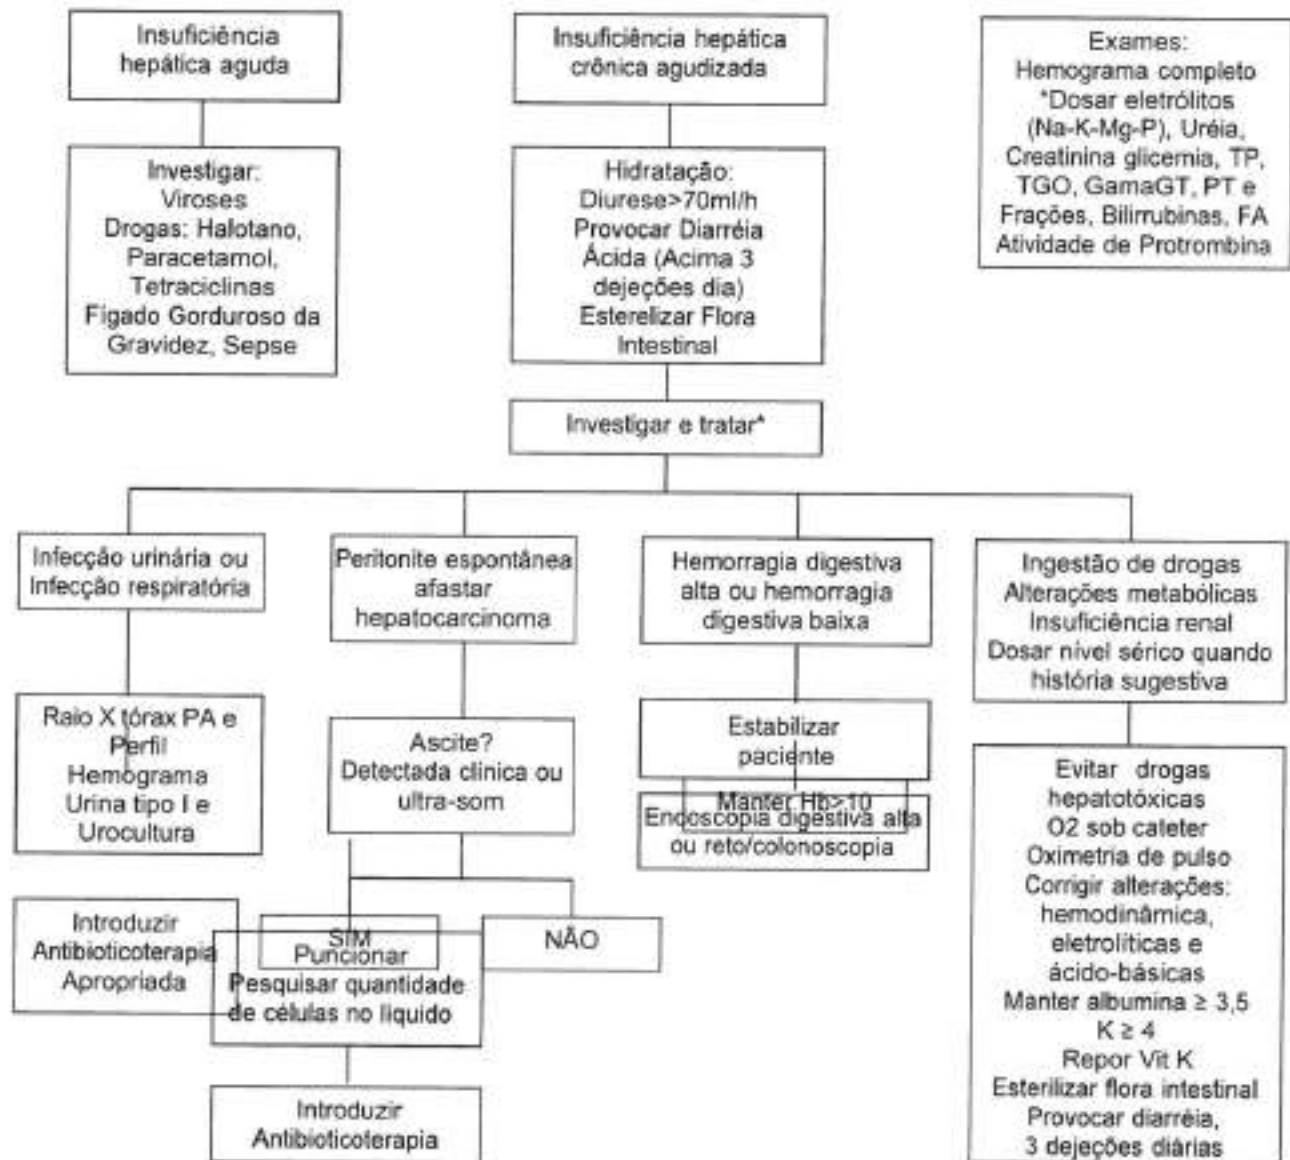 Insuficiência
hepática aguda
Insuficiência hepática
crônica agudizada
Exames:
Hemograma completo
*Dosar eletrólitos
(Na-K-Mg-P), Uréia,
Creatinina glicemia, TP,
TGO, GamaGT, PT e
Frações, Bilirrubinas, FA
Atividade de Protrombina
Investigar:
Viroses
Drogas: Halotano,
Paracetamol,
Tetraciclinas
Figado Gorduroso da
Gravidez, Sepse
Hidratação:
Diurese>70ml/h
Provocar Diarréia
Ácida (Acima 3
dejeções dia)
Esterelizar Flora
Intestinal
Investigar e tratar*
Infecção urinária ou
Infecção respiratória
Peritonite espontânea
afastar
hepatocarcinoma
Hemorragia digestiva
alta ou hemorragia
digestiva baixa
Ingestão de drogas
Alterações metabólicas
Insuficiência renal
Dosar nível sérico quando
história sugestiva
Raio X tórax PA e
Perfil
Hemograma
Urina tipo I e
Urocultura
Ascite?
Detectada clinica ou
ultra-som
Estabilizar
paciente
Manter Hb>10
Endoscopia digestiva alta
ou reto/colonoscopia
Evitar drogas
hepatotóxicas
O2 sob cateter
Oximetria de pulso
Corrigir alterações:
hemodinâmica,
eletrolíticas e
ácido-básicas
Manter albumina ≥ 3,5
K ≥ 4
Repor Vit K
Esterilizar flora intestinal
Provocar diarréia,
3 dejeções diárias
Introduzir
Antibioticoterapia
Apropriada
SIM
NÃO
Puncionar
Pesquisar quantidade
de células no liquido
Introduzir
Antibioticoterapia